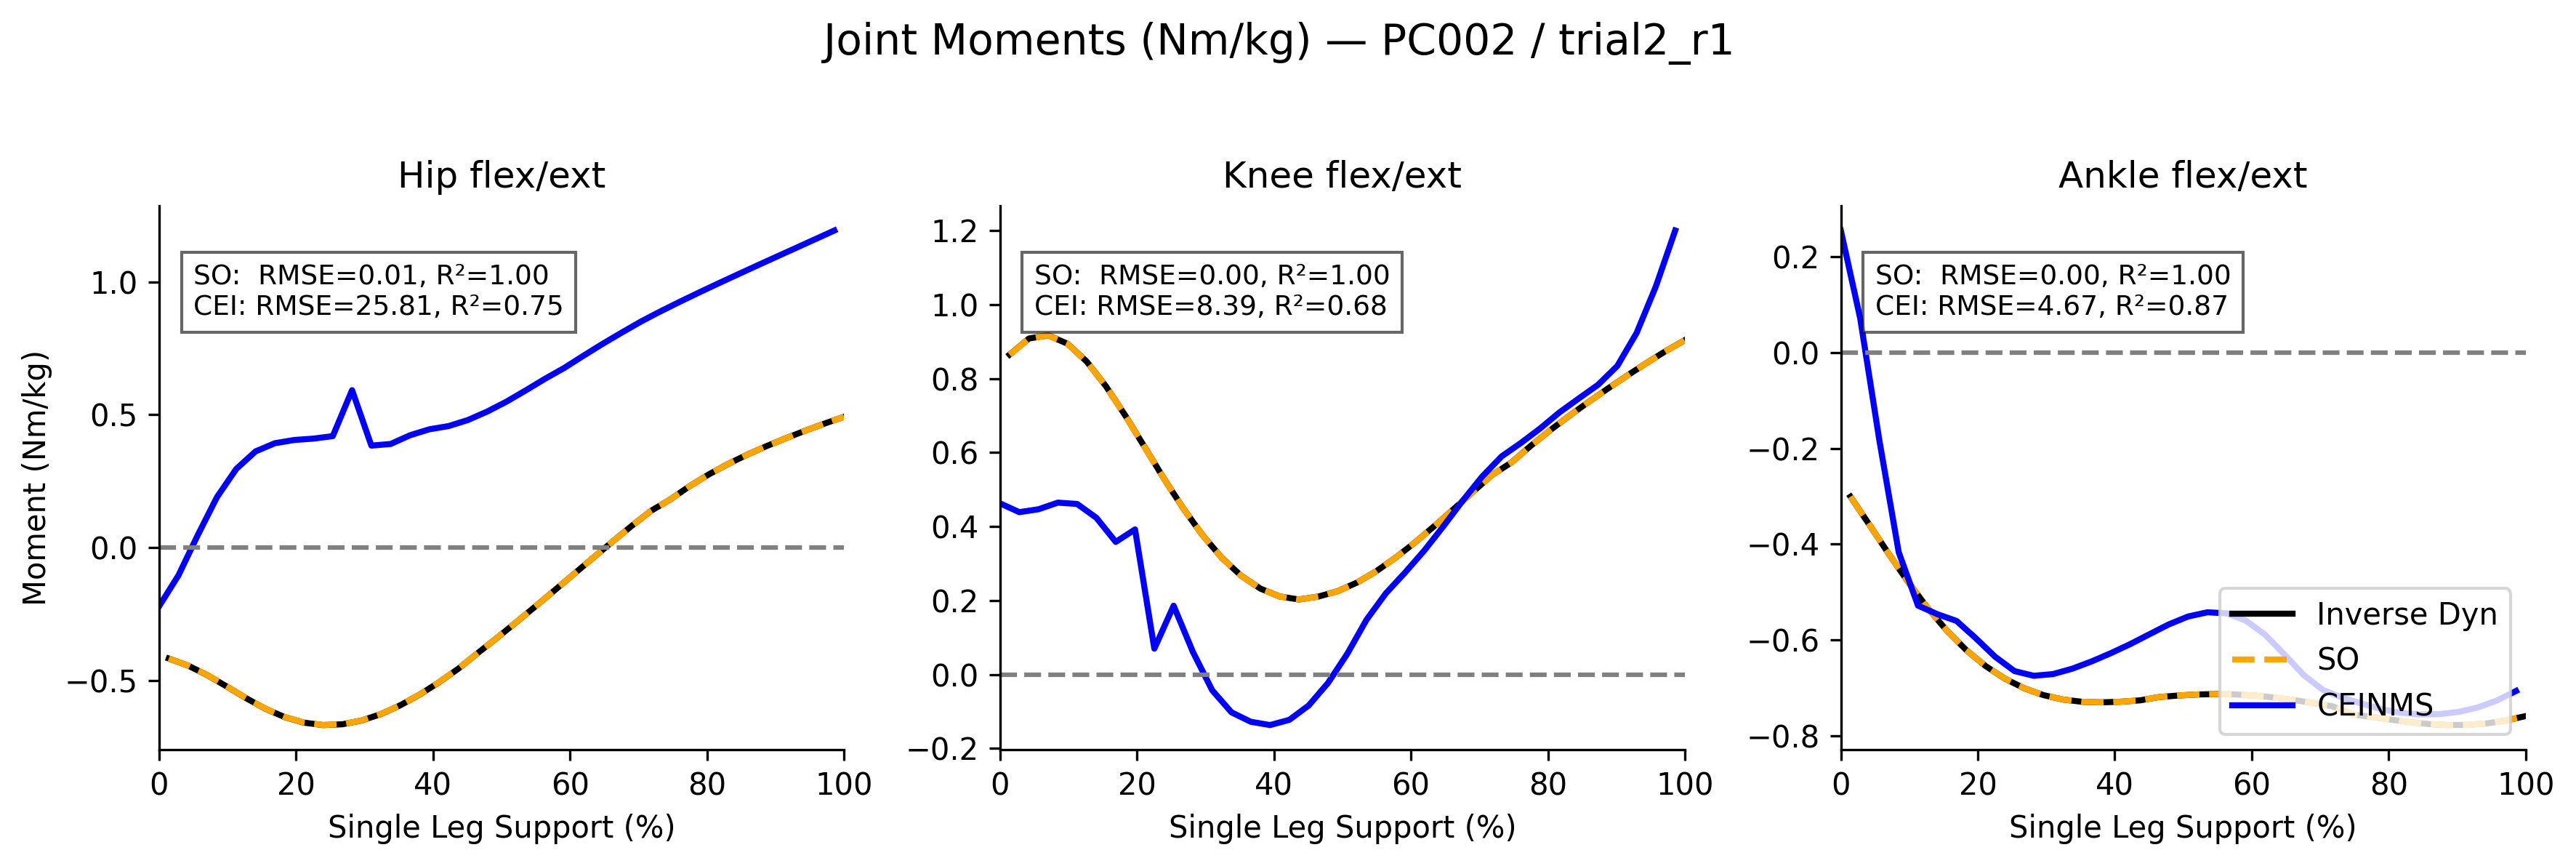 Joint Moments (Nm/kg) — PC002 / trial2_r1
Hip flex/ext
Knee flex/ext
Ankle flex/ext
Moment (Nm/kg)
1.0
0.5
0.0
−0.5
SO:  RMSE=0.01, R²=1.00
CEI: RMSE=25.81, R²=0.75
0 20 40 60 80 100
Single Leg Support (%)
1.2
1.0
0.8
0.6
0.4
0.2
0.0
−0.2
SO:  RMSE=0.00, R²=1.00
CEI: RMSE=8.39, R²=0.68
0 20 40 60 80 100
Single Leg Support (%)
0.2
0.0
−0.2
−0.4
−0.6
−0.8
SO:  RMSE=0.00, R²=1.00
CEI: RMSE=4.67, R²=0.87
Inverse Dyn
SO
CEINMS
0 20 40 60 80 100
Single Leg Support (%)